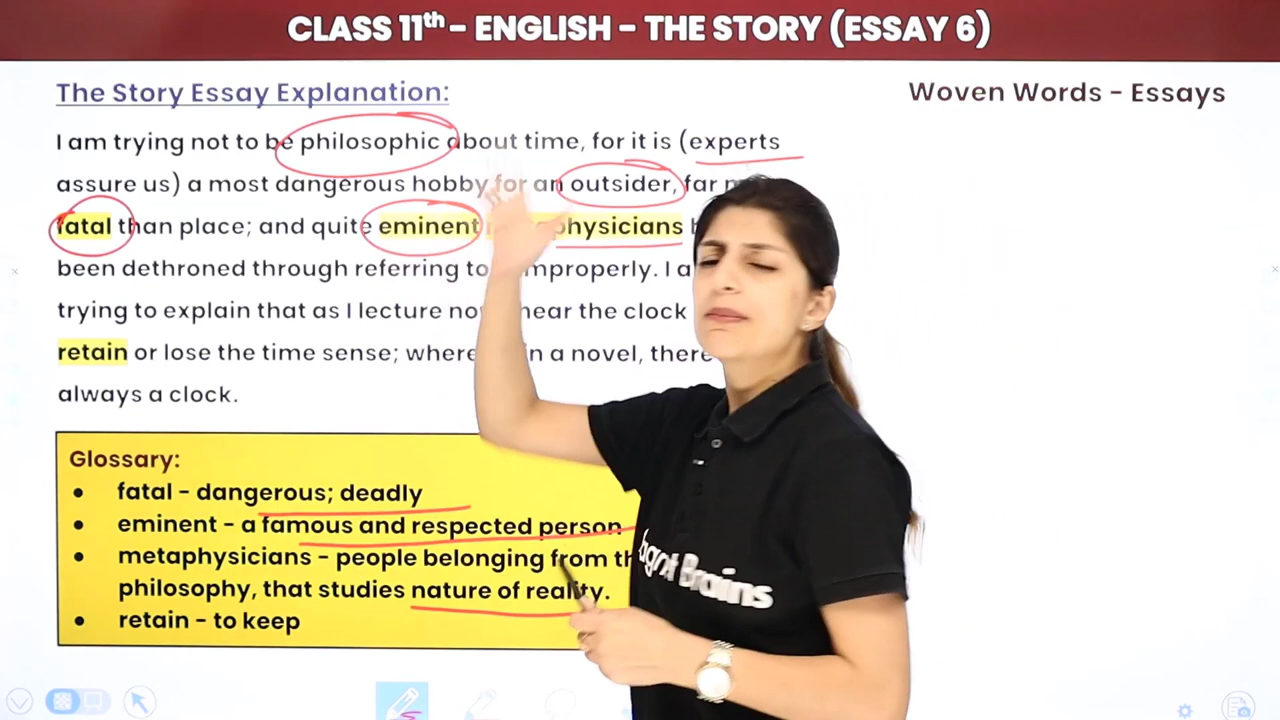 CLASS 11th - ENGLISH - THE STORY (ESSAY 6)
The Story Essay Explanation:
Woven Words - Essays
I am trying not to be philosophic about time, for it is (experts
assure us) a most dangerous hobby for an outsider, far
fatal than place; and quite eminent physicians
been dethroned through referring to improperly. I
trying to explain that as I lecture now hear the clock
retain or lose the time sense; where in a novel, there
always a clock.
Glossary:
• fatal - dangerous; deadly
• eminent - a famous and respected person
• metaphysicians - people belonging from
philosophy, that studies nature of reality.
• retain - to keep
Brains